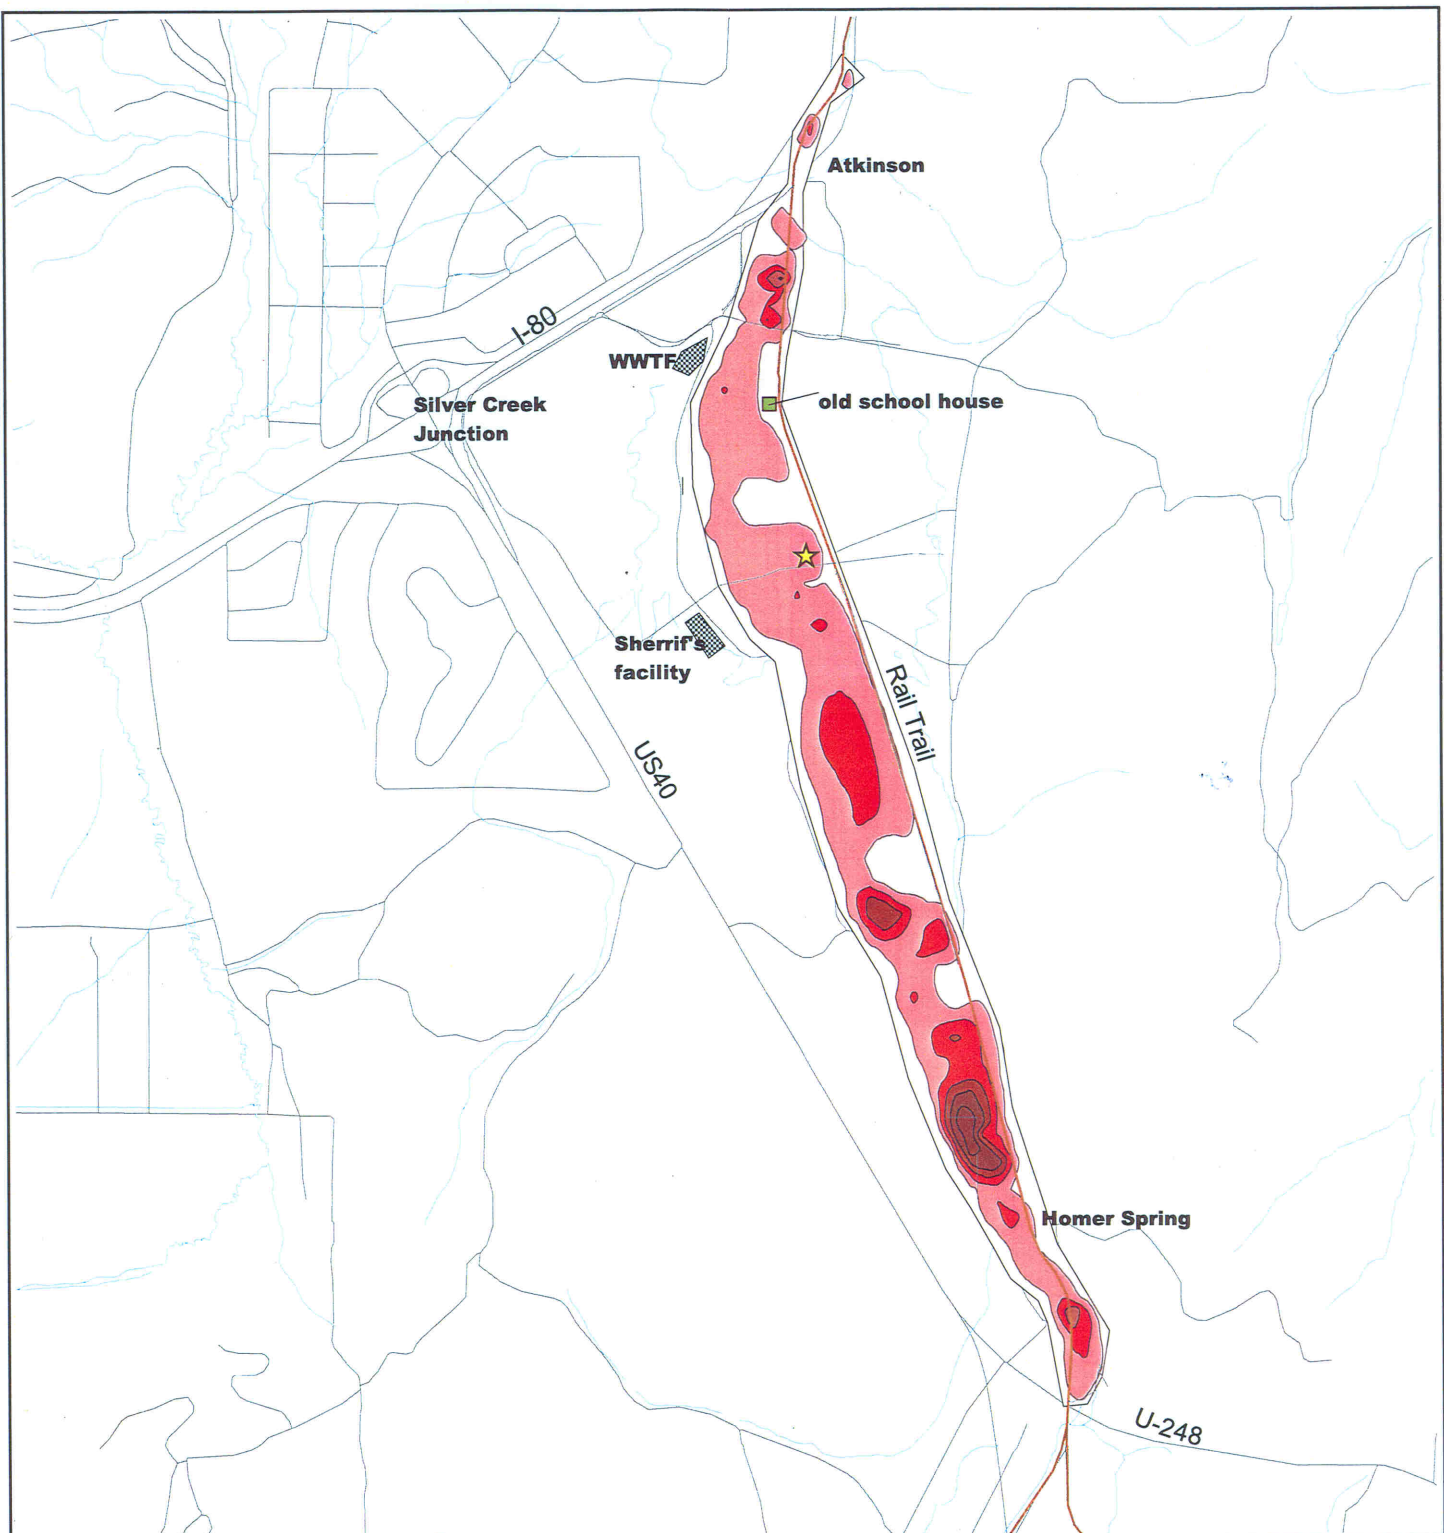 Atkinson
I-80
WWTF
Silver Creek
Junction
old school house
Sherrif's
facility
Rail Trail
US40
Homer Spring
U-248